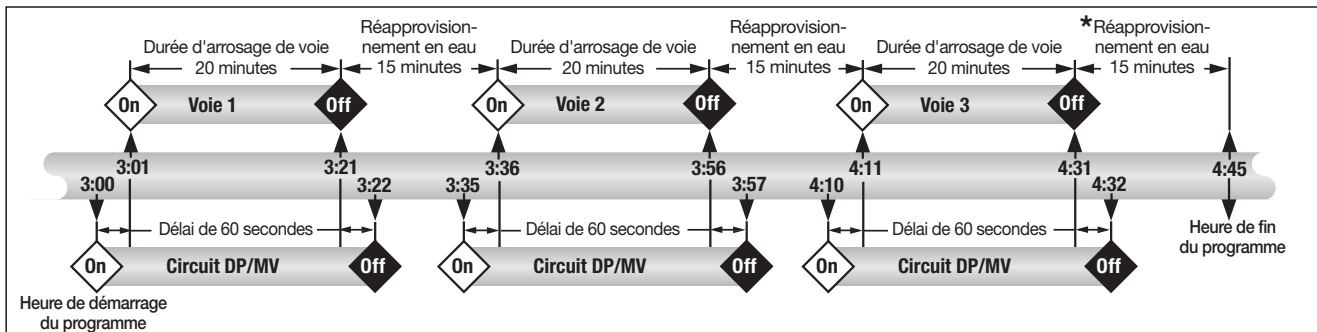 Durée d'arrosage de voie
20 minutes
Réapprovision-
nement en eau
15 minutes
Durée d'arrosage de voie
20 minutes
Réapprovision-
nement en eau
15 minutes
Durée d'arrosage de voie
20 minutes
*Réapprovision-
nement en eau
15 minutes
On Voie 1 Off
On Voie 2 Off
On Voie 3 Off
3:00 3:01 3:21 3:22 3:35 3:36 3:56 3:57 4:10 4:11 4:31 4:32 4:45
Délai de 60 secondes
Délai de 60 secondes
Délai de 60 secondes
On Circuit DP/MV Off
On Circuit DP/MV Off
On Circuit DP/MV Off
Heure de démarrage
du programme
Heure de fin
du programme